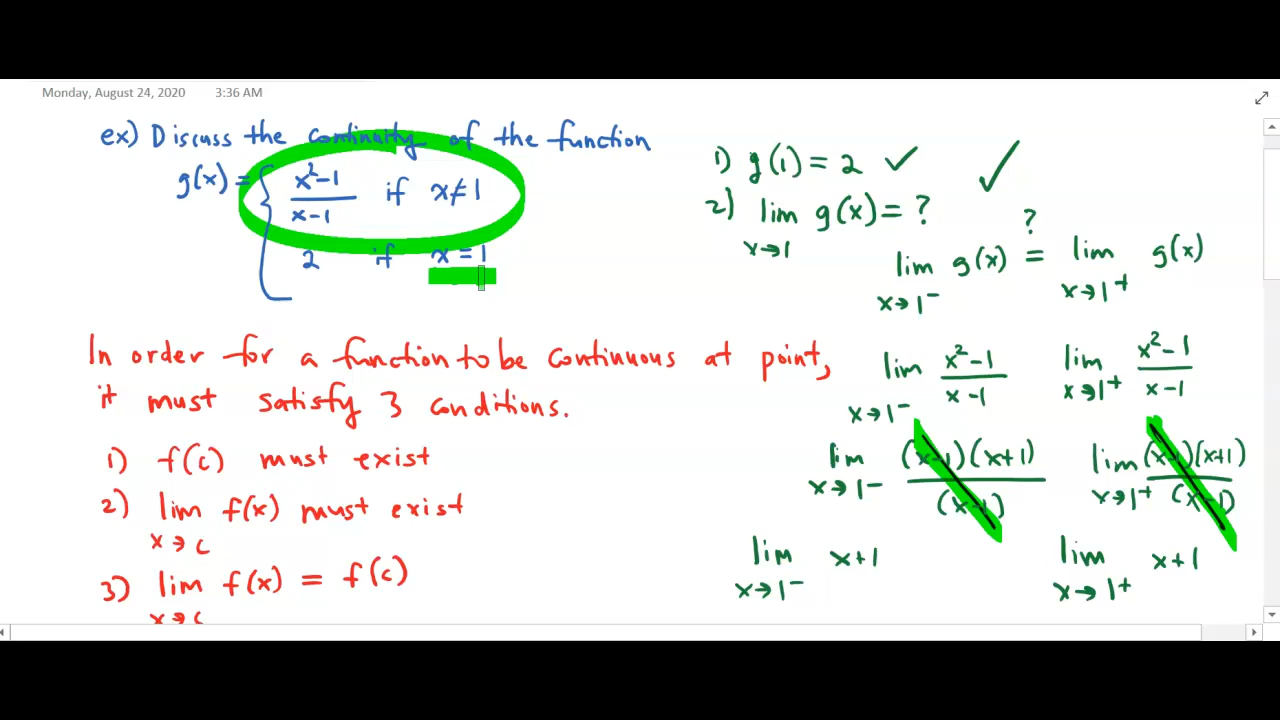 Monday, August 24, 2020 3:36 AM
ex) Discuss the continuity of the function
g(x) = { x²-1 / x-1 if x≠1
2 if x=1
In order for a function to be continuous at point,
it must satisfy 3 conditions.
1) f(c) must exist
2) lim f(x) must exist
x→c
3) lim f(x) = f(c)
x→c
1) g(1) = 2 ✓ ✓
2) lim g(x) = ?
x→1
?
lim g(x) = lim g(x)
x→1⁻ x→1⁺
lim x²-1 / x-1 lim x²-1 / x-1
x→1⁻ x→1⁺
lim (x-1)(x+1) / (x-1) lim (x-1)(x+1) / (x-1)
x→1⁻ x→1⁺
lim x+1 lim x+1
x→1⁻ x→1⁺